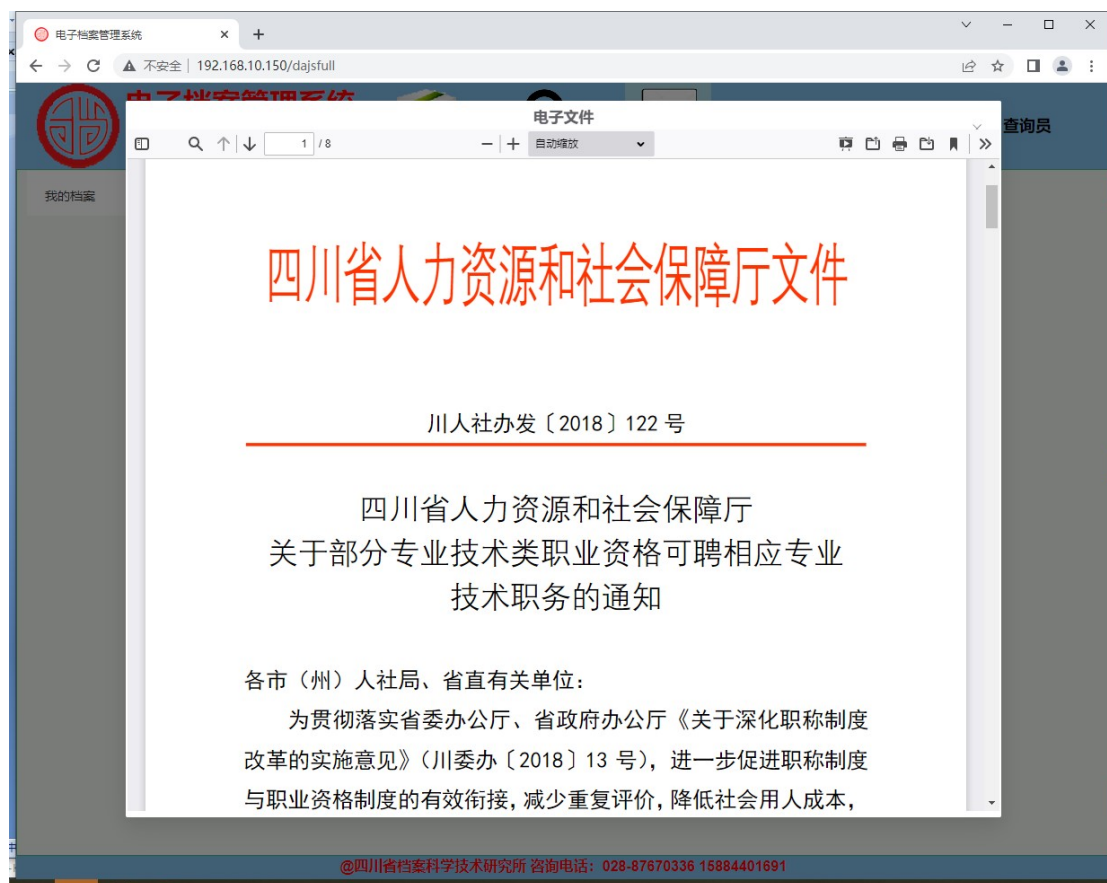 电子档案管理系统
不安全 | 192.168.10.150/dajsfull
电子档案管理系统
查询员
电子文件
1 / 8
自动缩放
我的档案
四川省人力资源和社会保障厅文件
川人社办发〔2018〕122 号
四川省人力资源和社会保障厅
关于部分专业技术类职业资格可聘相应专业
技术职务的通知
各市（州）人社局、省直有关单位：
为贯彻落实省委办公厅、省政府办公厅《关于深化职称制度
改革的实施意见》（川委办〔2018〕13 号），进一步促进职称制度
与职业资格制度的有效衔接，减少重复评价，降低社会用人成本，
@四川省档案科学技术研究所 咨询电话：028-87670336 15884401691